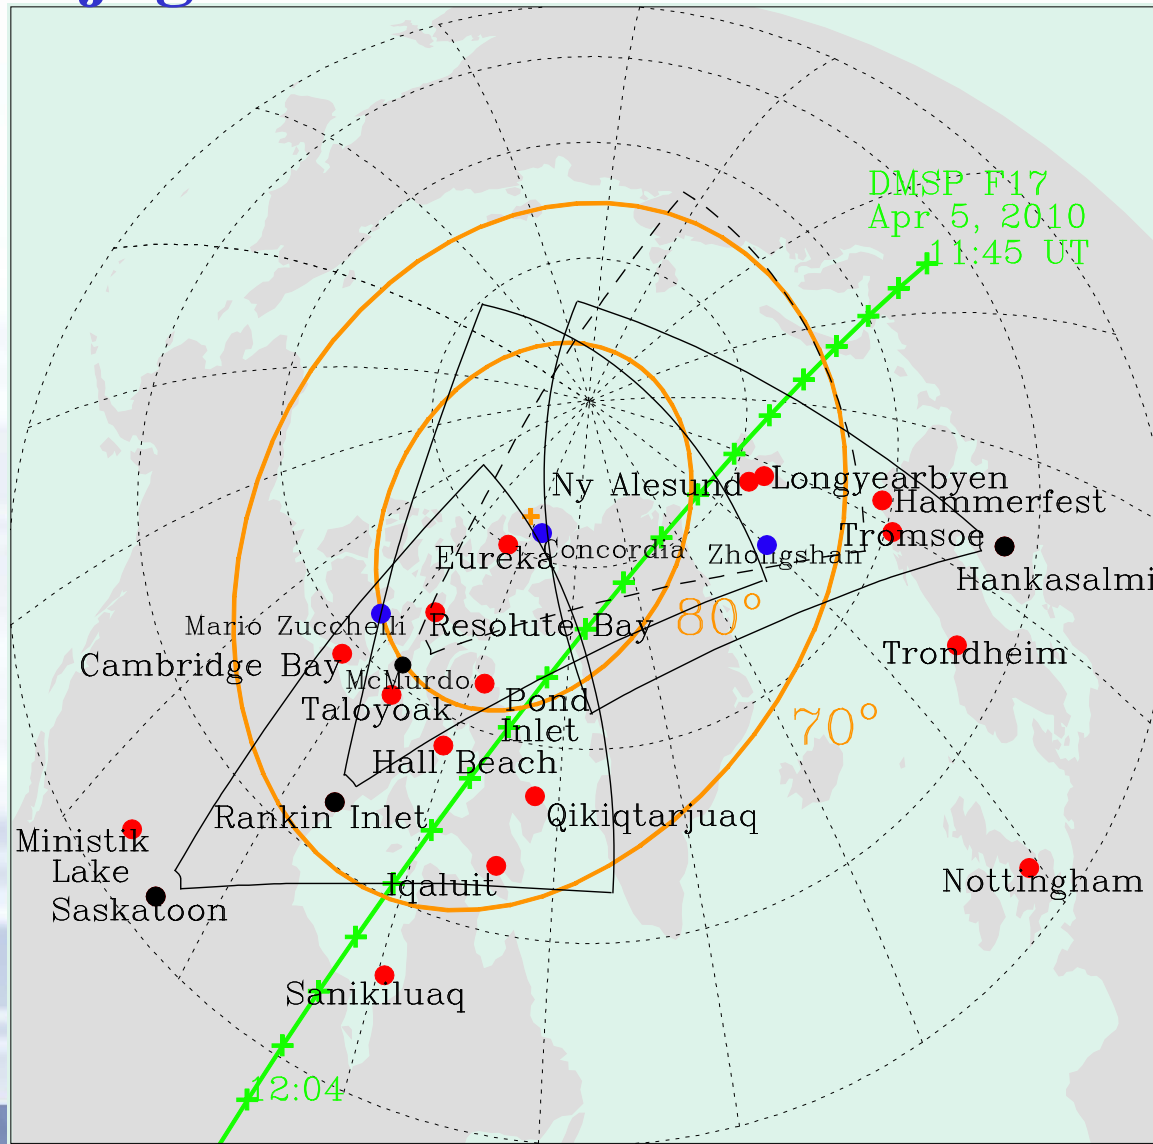 DMSP F17
Apr 5, 2010
11:45 UT
Ny Alesund
Longyearbyen
Hammerfest
Tromsoe
Eureka
Concordia
Zhongshan
Hankasalmi
80°
Mario Zucchelli
Resolute Bay
Trondheim
Cambridge Bay
McMurdo
Taloyoak
Pond
Inlet
70°
Hall Beach
Rankin Inlet
Qikiqtarjuaq
Ministik
Lake
Iqaluit
Nottingham
Saskatoon
Sanikiluaq
12:04